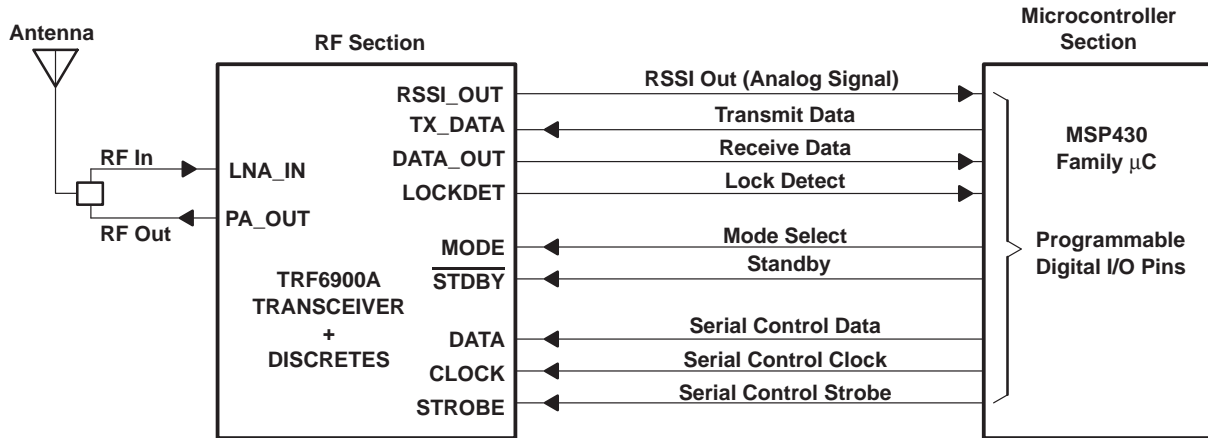 Antenna
RF Section
Microcontroller
Section
RSSI_OUT
RSSI Out (Analog Signal)
TX_DATA
Transmit Data
DATA_OUT
Receive Data
LOCKDET
Lock Detect
RF In
LNA_IN
PA_OUT
RF Out
MODE
Mode Select
STDBY
Standby
TRF6900A
TRANSCEIVER
+
DISCRETES
DATA
Serial Control Data
CLOCK
Serial Control Clock
STROBE
Serial Control Strobe
MSP430
Family μC
Programmable
Digital I/O Pins